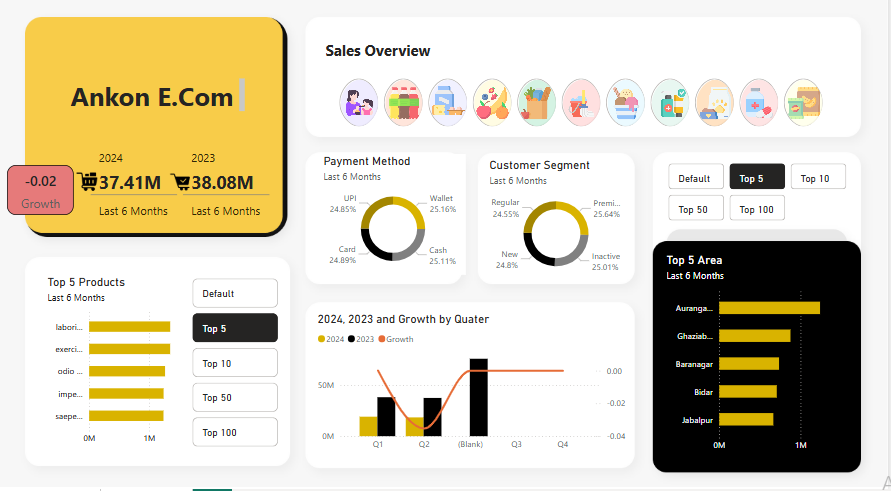 Ankon E.Com
2024
2023
-0.02
37.41M
38.08M
Growth
Last 6 Months
Last 6 Months
Sales Overview
Payment Method
Last 6 Months
UPI
24.85%
Wallet
25.16%
Card
24.89%
Cash
25.11%
Customer Segment
Last 6 Months
Regular
24.55%
Premi...
25.64%
New
24.8%
Inactive
25.01%
Default
Top 5
Top 10
Top 50
Top 100
Top 5 Products
Last 6 Months
labori...
exerci...
odio ...
impe...
saepe...
0M
1M
Default
Top 5
Top 10
Top 50
Top 100
2024, 2023 and Growth by Quater
2024
2023
Growth
50M
0M
0.00
-0.02
-0.04
Q1
Q2
(Blank)
Q3
Q4
Top 5 Area
Last 6 Months
Auranga...
Ghaziab...
Baranagar
Bidar
Jabalpur
0M
1M